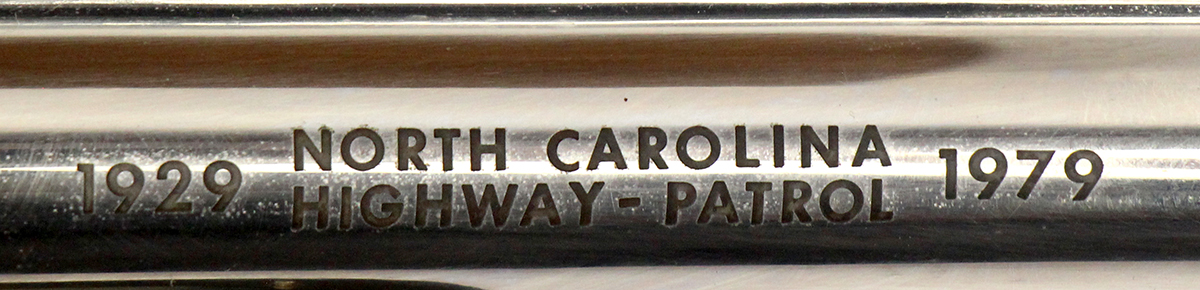 1929 NORTH CAROLINA 1979
HIGHWAY-PATROL